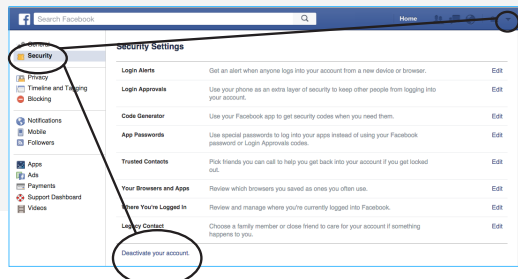 f Search Facebook Home
General
Security
Privacy
Timeline and Tagging
Blocking
Notifications
Mobile
Followers
Apps
Ads
Payments
Support Dashboard
Videos
Security Settings
Login Alerts Get an alert when anyone logs into your account from a new device or browser. Edit
Login Approvals Use your phone as an extra layer of security to keep other people from logging into
your account. Edit
Code Generator Use your Facebook app to get security codes when you need them. Edit
App Passwords Use special passwords to log into your apps instead of using your Facebook
password or Login Approvals codes. Edit
Trusted Contacts Pick friends you can call to help you get back into your account if you get locked
out. Edit
Your Browsers and Apps Review which browsers you saved as ones you often use. Edit
Where You're Logged In Review and manage where you're currently logged into Facebook. Edit
Legacy Contact Choose a family member or close friend to care for your account if something
happens to you. Edit
Deactivate your account.